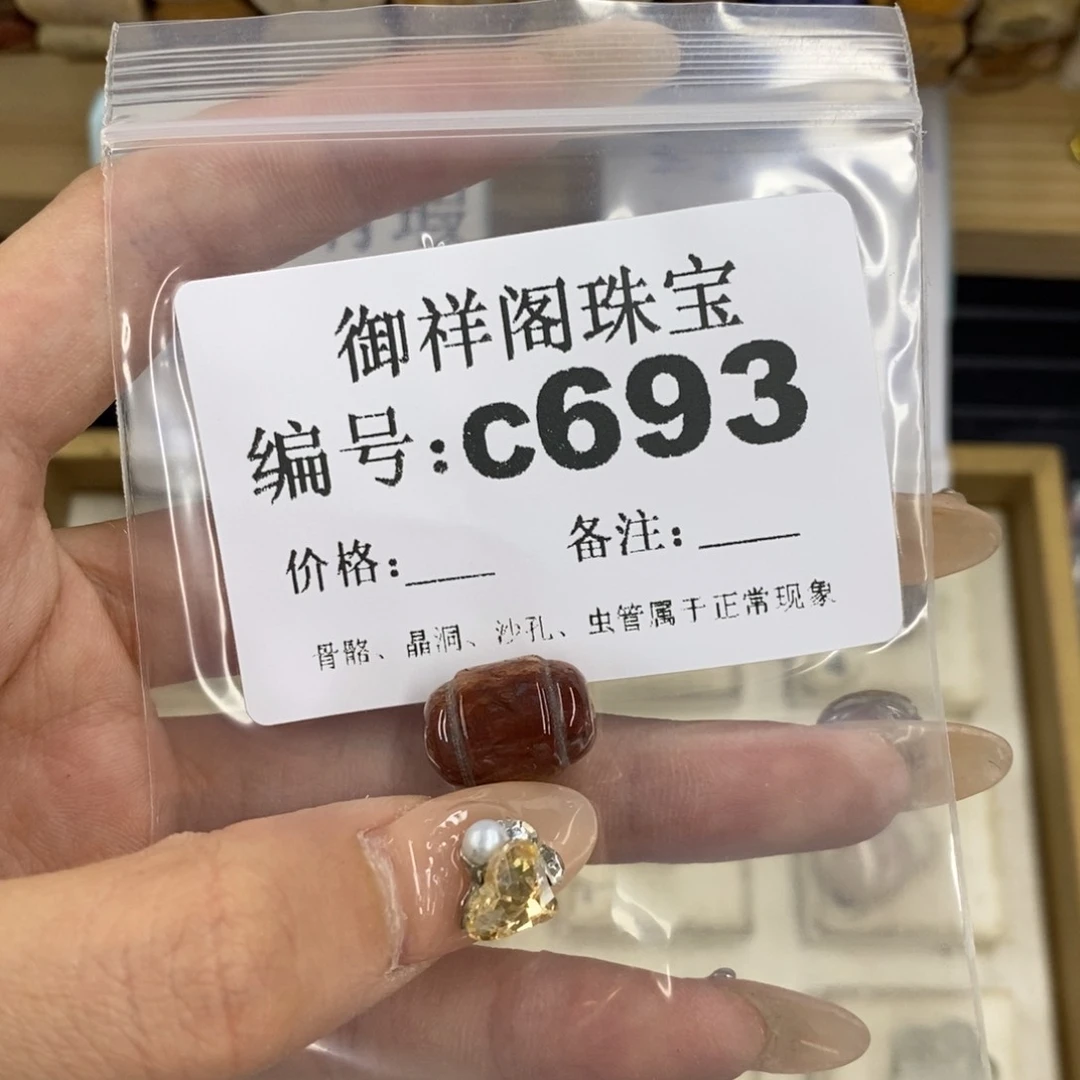 御祥阁珠宝
编号:c693
价格:____ 备注:____
骨骼、晶洞、沙孔、虫管属于正常现象